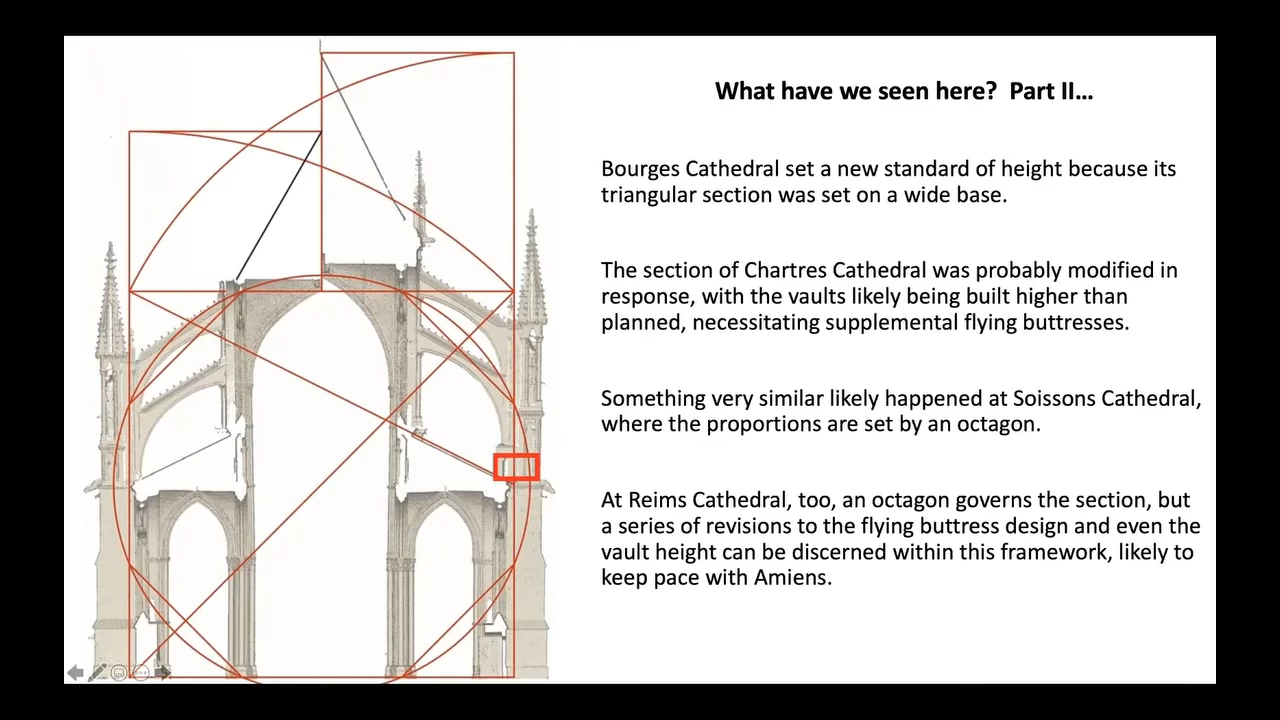 What have we seen here?  Part II...
Bourges Cathedral set a new standard of height because its
triangular section was set on a wide base.
The section of Chartres Cathedral was probably modified in
response, with the vaults likely being built higher than
planned, necessitating supplemental flying buttresses.
Something very similar likely happened at Soissons Cathedral,
where the proportions are set by an octagon.
At Reims Cathedral, too, an octagon governs the section, but
a series of revisions to the flying buttress design and even the
vault height can be discerned within this framework, likely to
keep pace with Amiens.